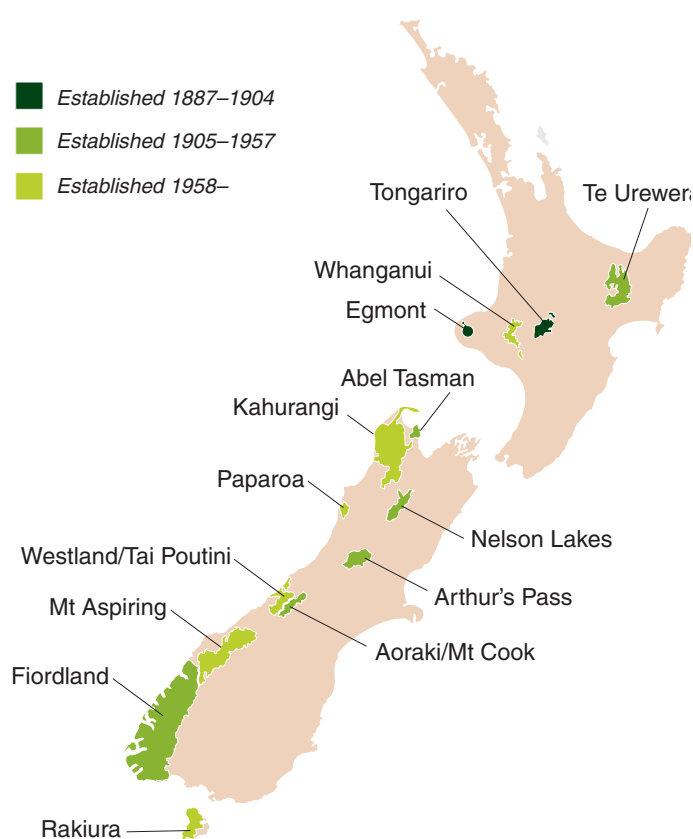 Established 1887–1904
Established 1905–1957
Established 1958–
Tongariro
Te Urewera
Whanganui
Egmont
Abel Tasman
Kahurangi
Paparoa
Nelson Lakes
Westland/Tai Poutini
Arthur's Pass
Mt Aspiring
Aoraki/Mt Cook
Fiordland
Rakiura